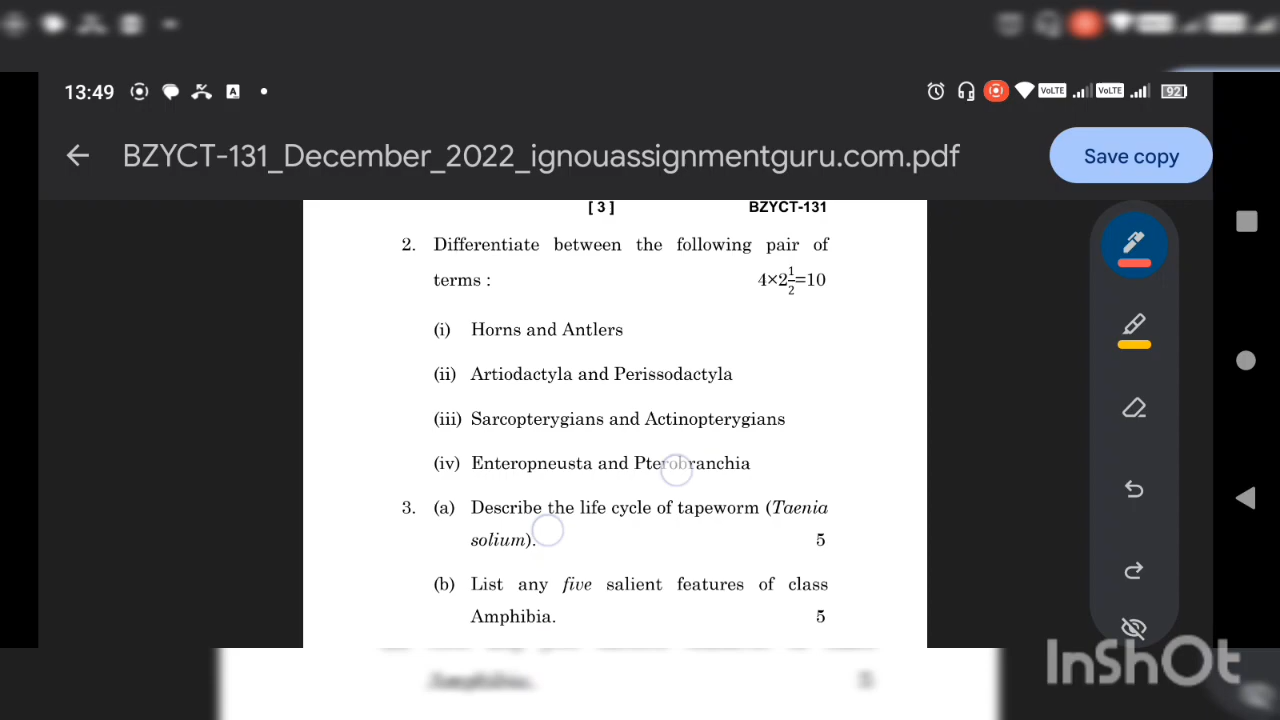 13:49 A VoLTE VoLTE 92
BZYCT-131_December_2022_ignouassignmentguru.com.pdf Save copy
[ 3 ] BZYCT-131
2. Differentiate between the following pair of
terms : 4×2½=10
(i) Horns and Antlers
(ii) Artiodactyla and Perissodactyla
(iii) Sarcopterygians and Actinopterygians
(iv) Enteropneusta and Pterobranchia
3. (a) Describe the life cycle of tapeworm (Taenia
solium). 5
(b) List any five salient features of class
Amphibia. 5
InShOt